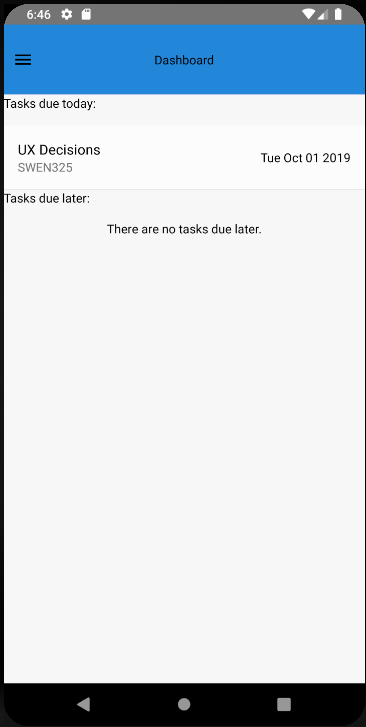 6:46
Dashboard
Tasks due today:
UX Decisions
SWEN325
Tue Oct 01 2019
Tasks due later:
There are no tasks due later.